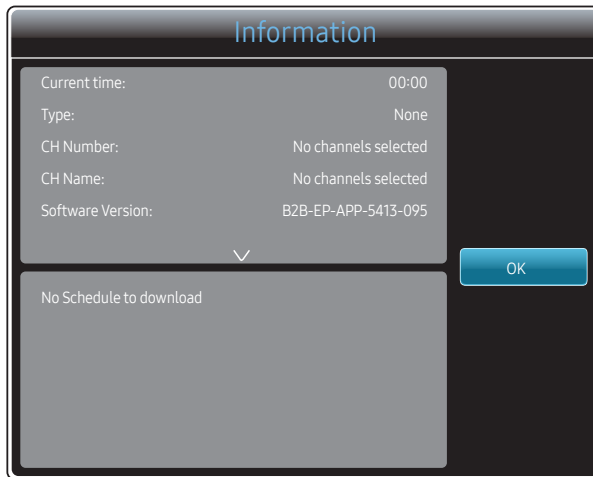 Information
Current time: 00:00
Type: None
CH Number: No channels selected
CH Name: No channels selected
Software Version: B2B-EP-APP-5413-095
OK
No Schedule to download